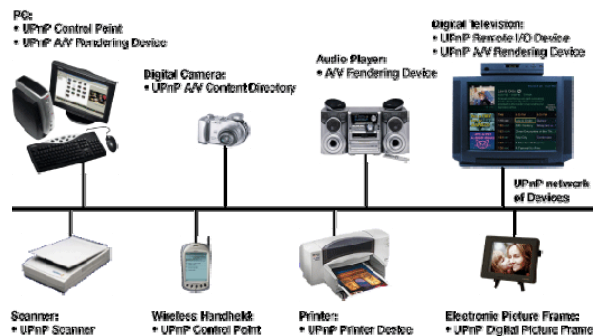 PC:
• UPnP Control Point
• UPnP A/V Rendering Device
Digital Camera:
• UPnP A/V Content Directory
Audio Player:
• A/V Rendering Device
Digital Television:
• UPnP Remote I/O Device
• UPnP A/V Rendering Device
UPnP network
of Devices
Scanner:
• UPnP Scanner
Wireless Handheld:
• UPnP Control Point
Printer:
• UPnP Printer Device
Electronic Picture Frame:
• UPnP Digital Picture Frame